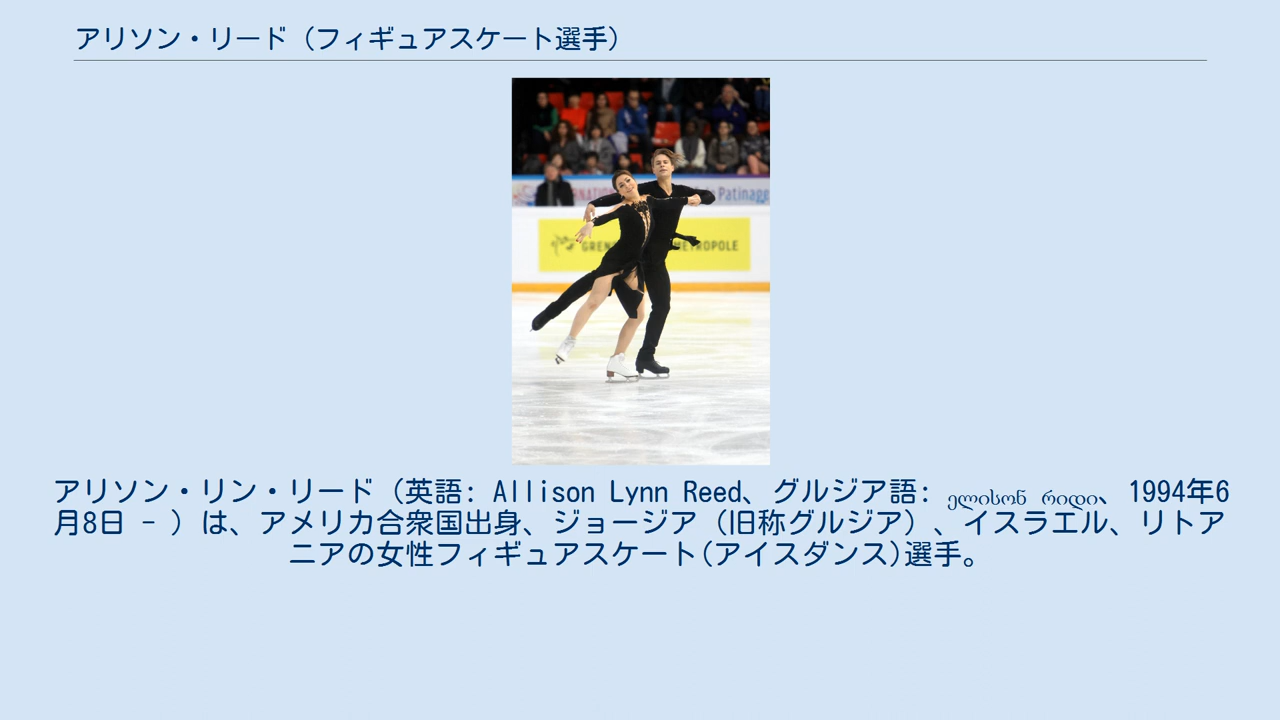 アリソン・リード（フィギュアスケート選手）
RNATION
de Patinage
GREN
METROPOLE
アリソン・リン・リード（英語: Allison Lynn Reed、グルジア語: ელისონ რიდი、1994年6
月8日 - ）は、アメリカ合衆国出身、ジョージア（旧称グルジア）、イスラエル、リトア
ニアの女性フィギュアスケート(アイスダンス)選手。